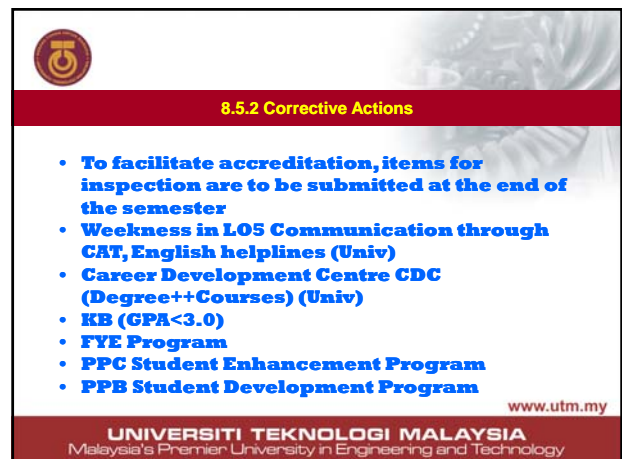 8.5.2 Corrective Actions
• To facilitate accreditation, items for
inspection are to be submitted at the end of
the semester
• Weekness in LO5 Communication through
CAT, English helplines (Univ)
• Career Development Centre CDC
(Degree++Courses) (Univ)
• KB (GPA<3.0)
• FYE Program
• PPC Student Enhancement Program
• PPB Student Development Program
www.utm.my
UNIVERSITI TEKNOLOGI MALAYSIA
Malaysia's Premier University in Engineering and Technology